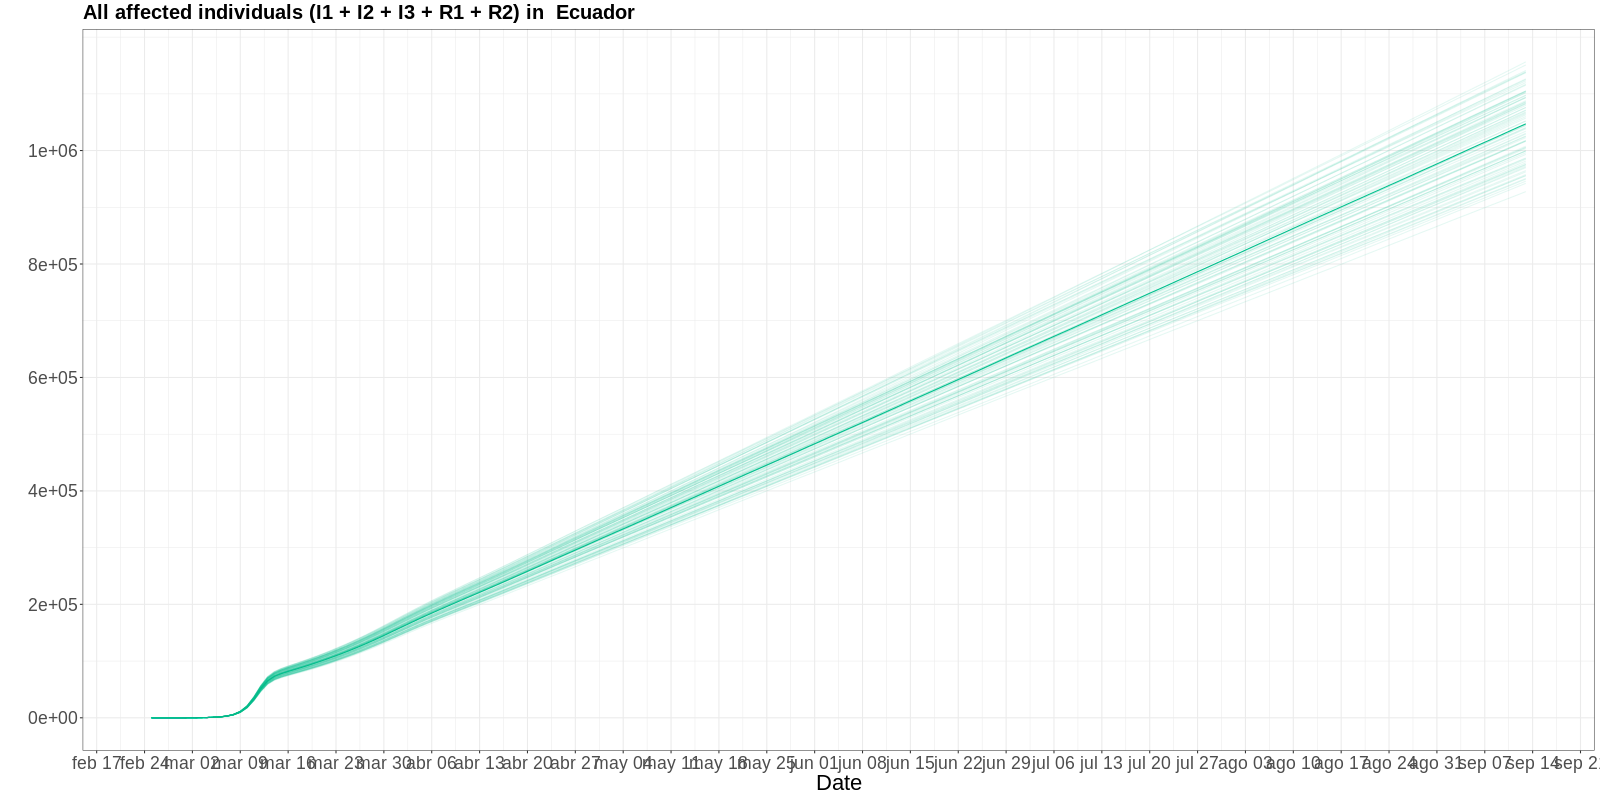 All affected individuals (I1 + I2 + I3 + R1 + R2) in  Ecuador
1e+06
8e+05
6e+05
4e+05
2e+05
0e+00
feb 17 feb 24 mar 02 mar 09 mar 16 mar 23 mar 30 abr 06 abr 13 abr 20 abr 27 may 04 may 11 may 18 may 25 jun 01 jun 08 jun 15 jun 22 jun 29 jul 06 jul 13 jul 20 jul 27 ago 03 ago 10 ago 17 ago 24 ago 31 sep 07 sep 14 sep 21
Date